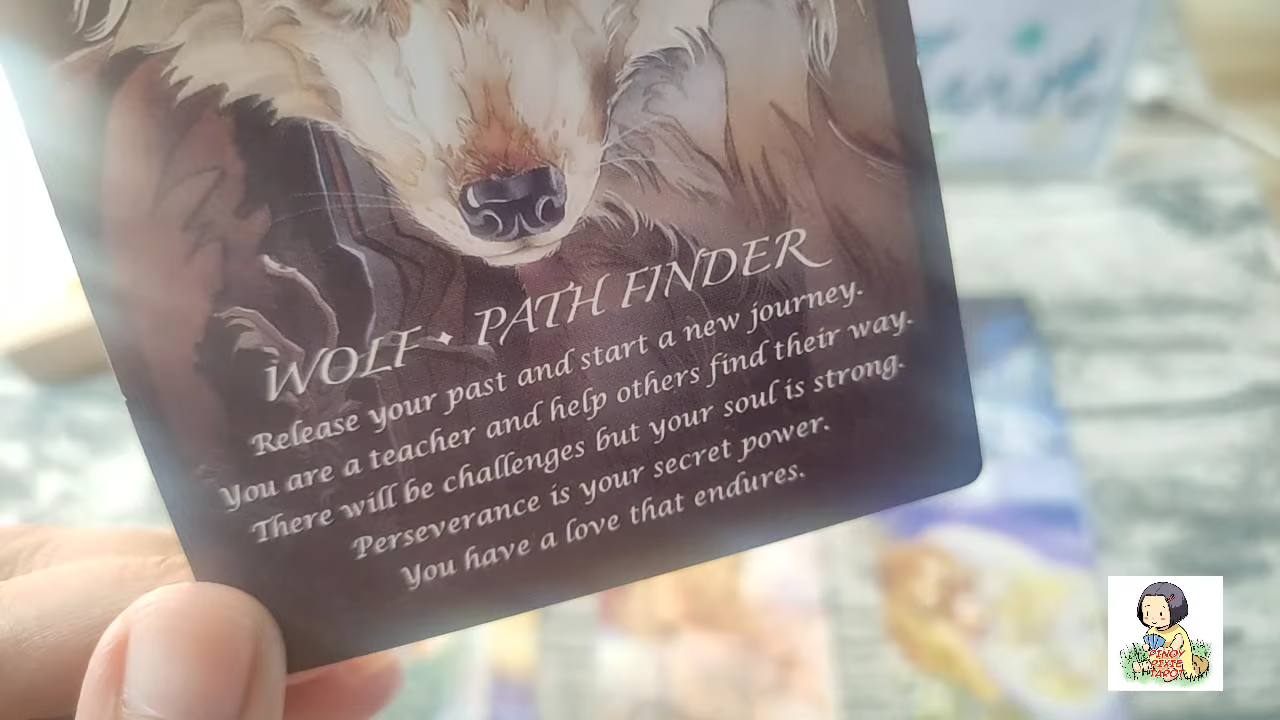 WOLF ✦ PATH FINDER
Release your past and start a new journey.
You are a teacher and help others find their way.
There will be challenges but your soul is strong.
Perseverance is your secret power.
You have a love that endures.
PINOY
PIXIE
TAROT